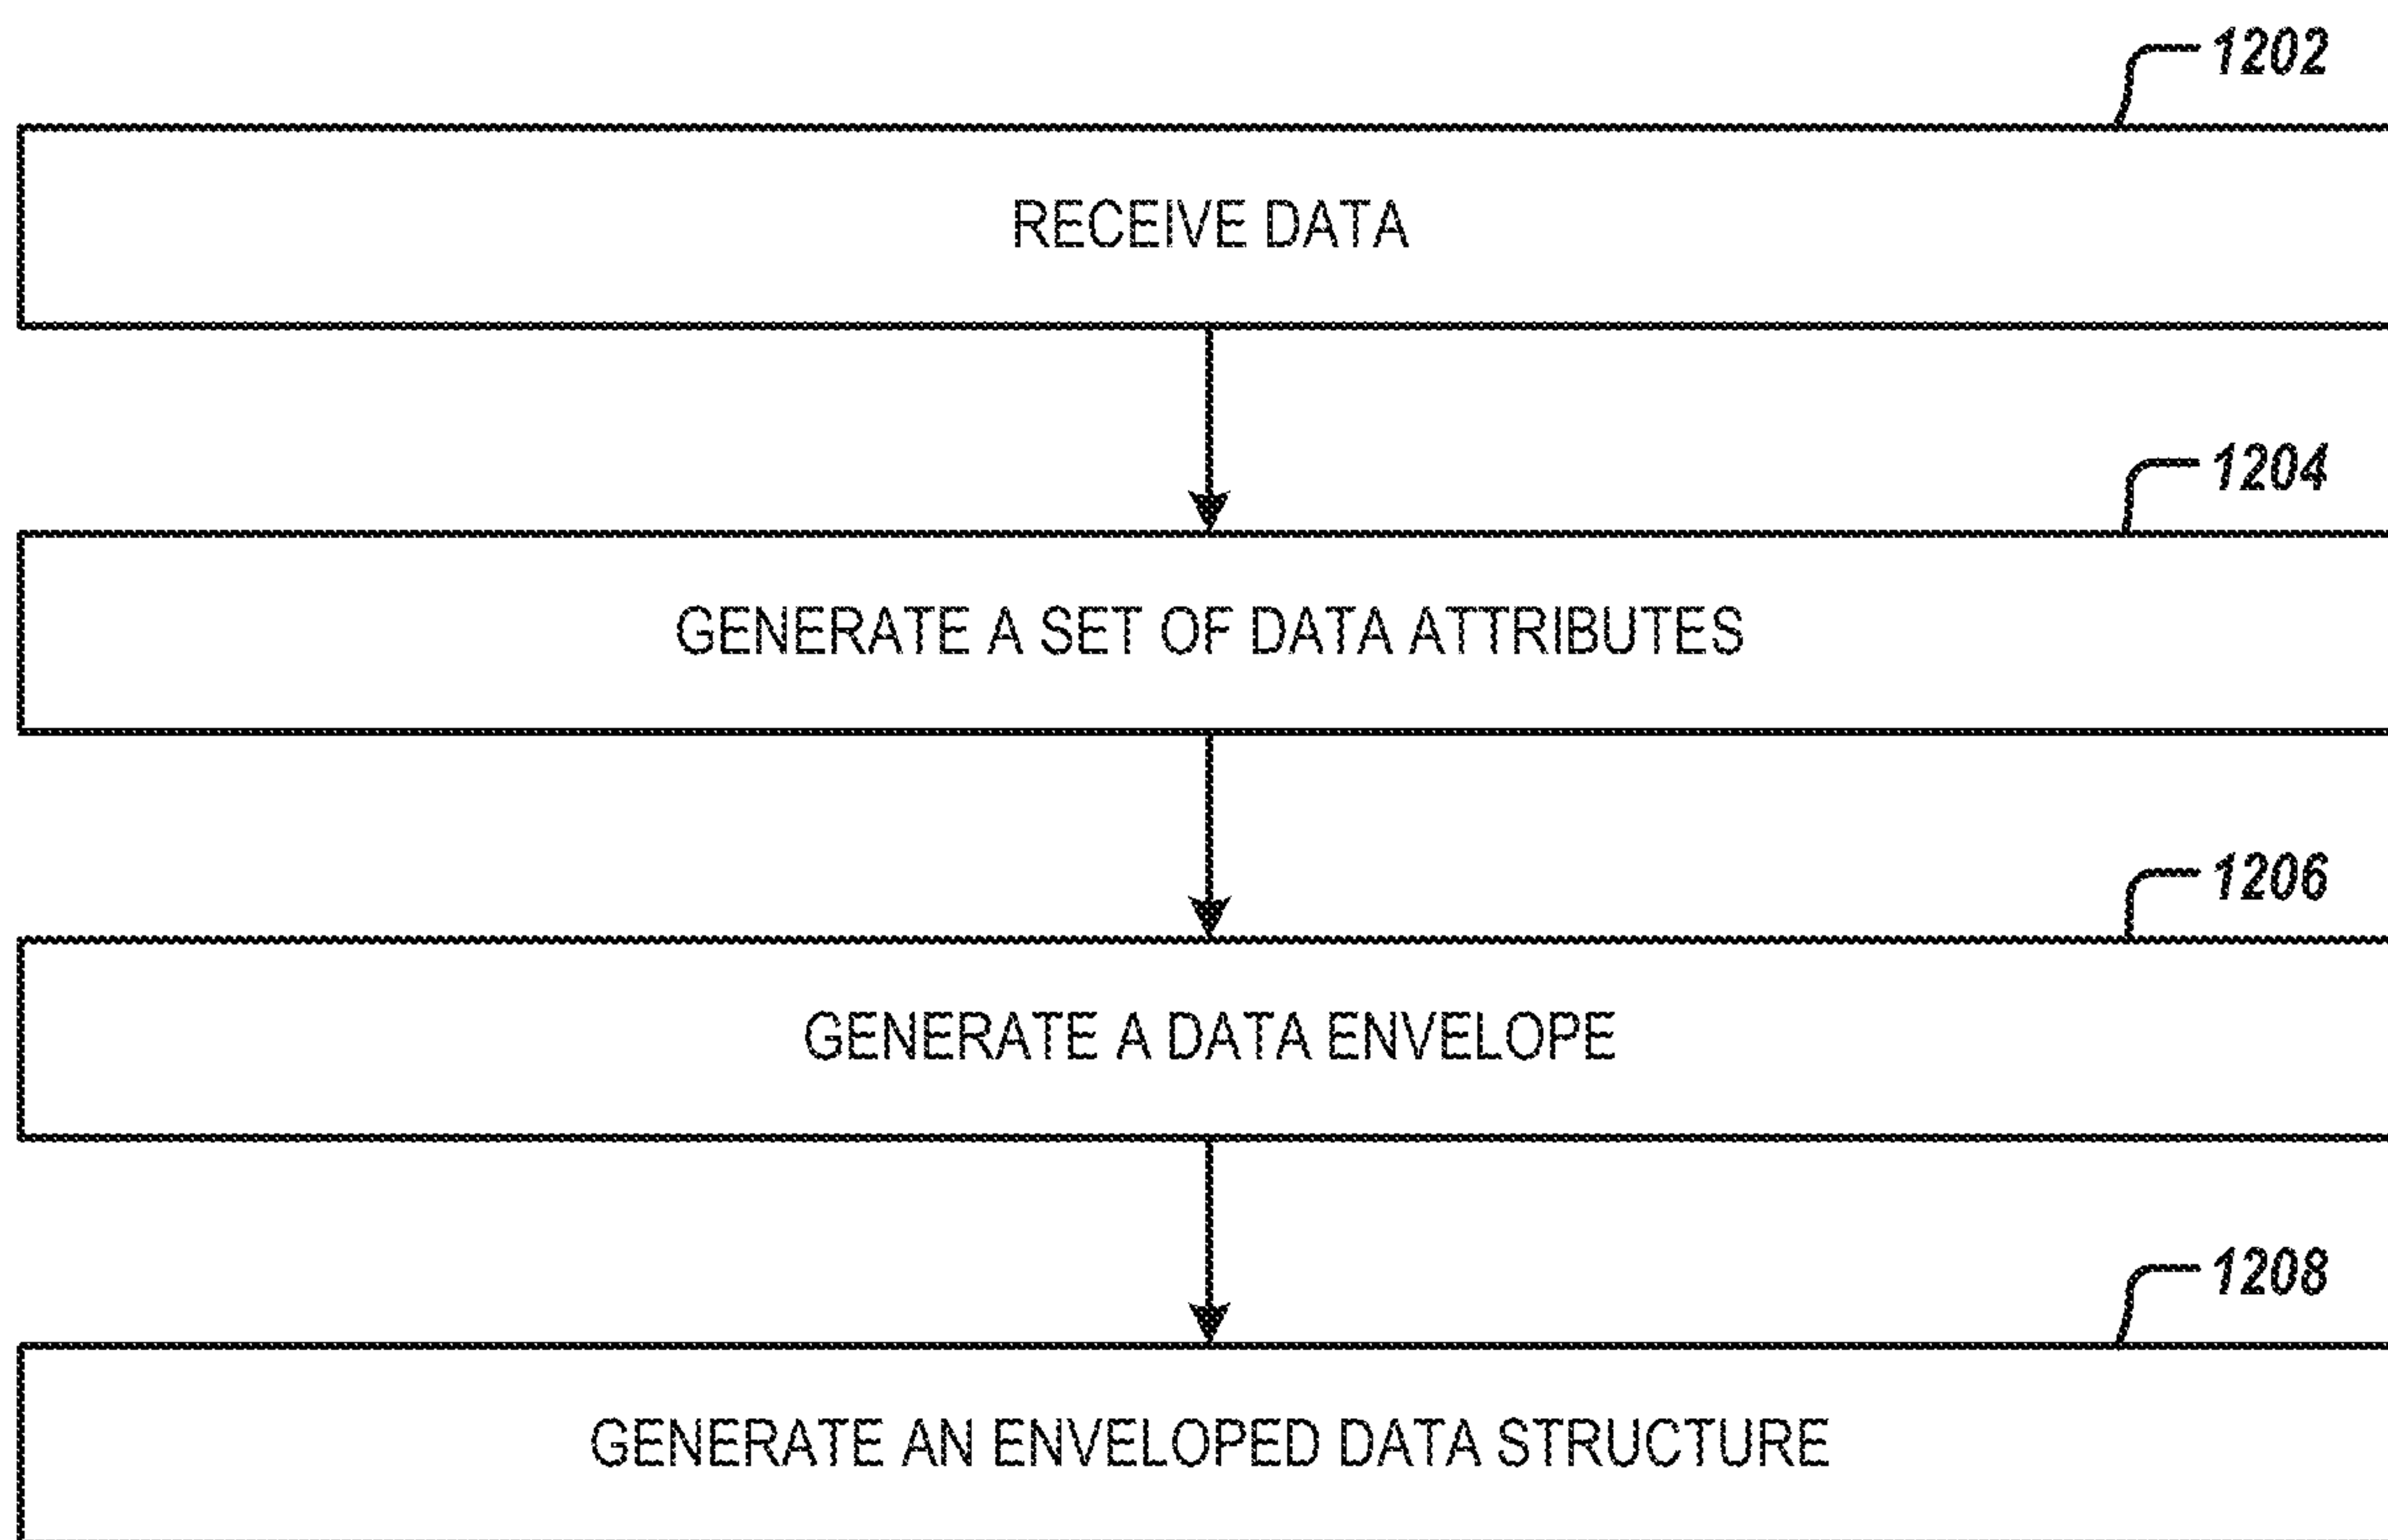 1202
RECEIVE DATA
1204
GENERATE A SET OF DATA ATTRIBUTES
1206
GENERATE A DATA ENVELOPE
1208
GENERATE AN ENVELOPED DATA STRUCTURE